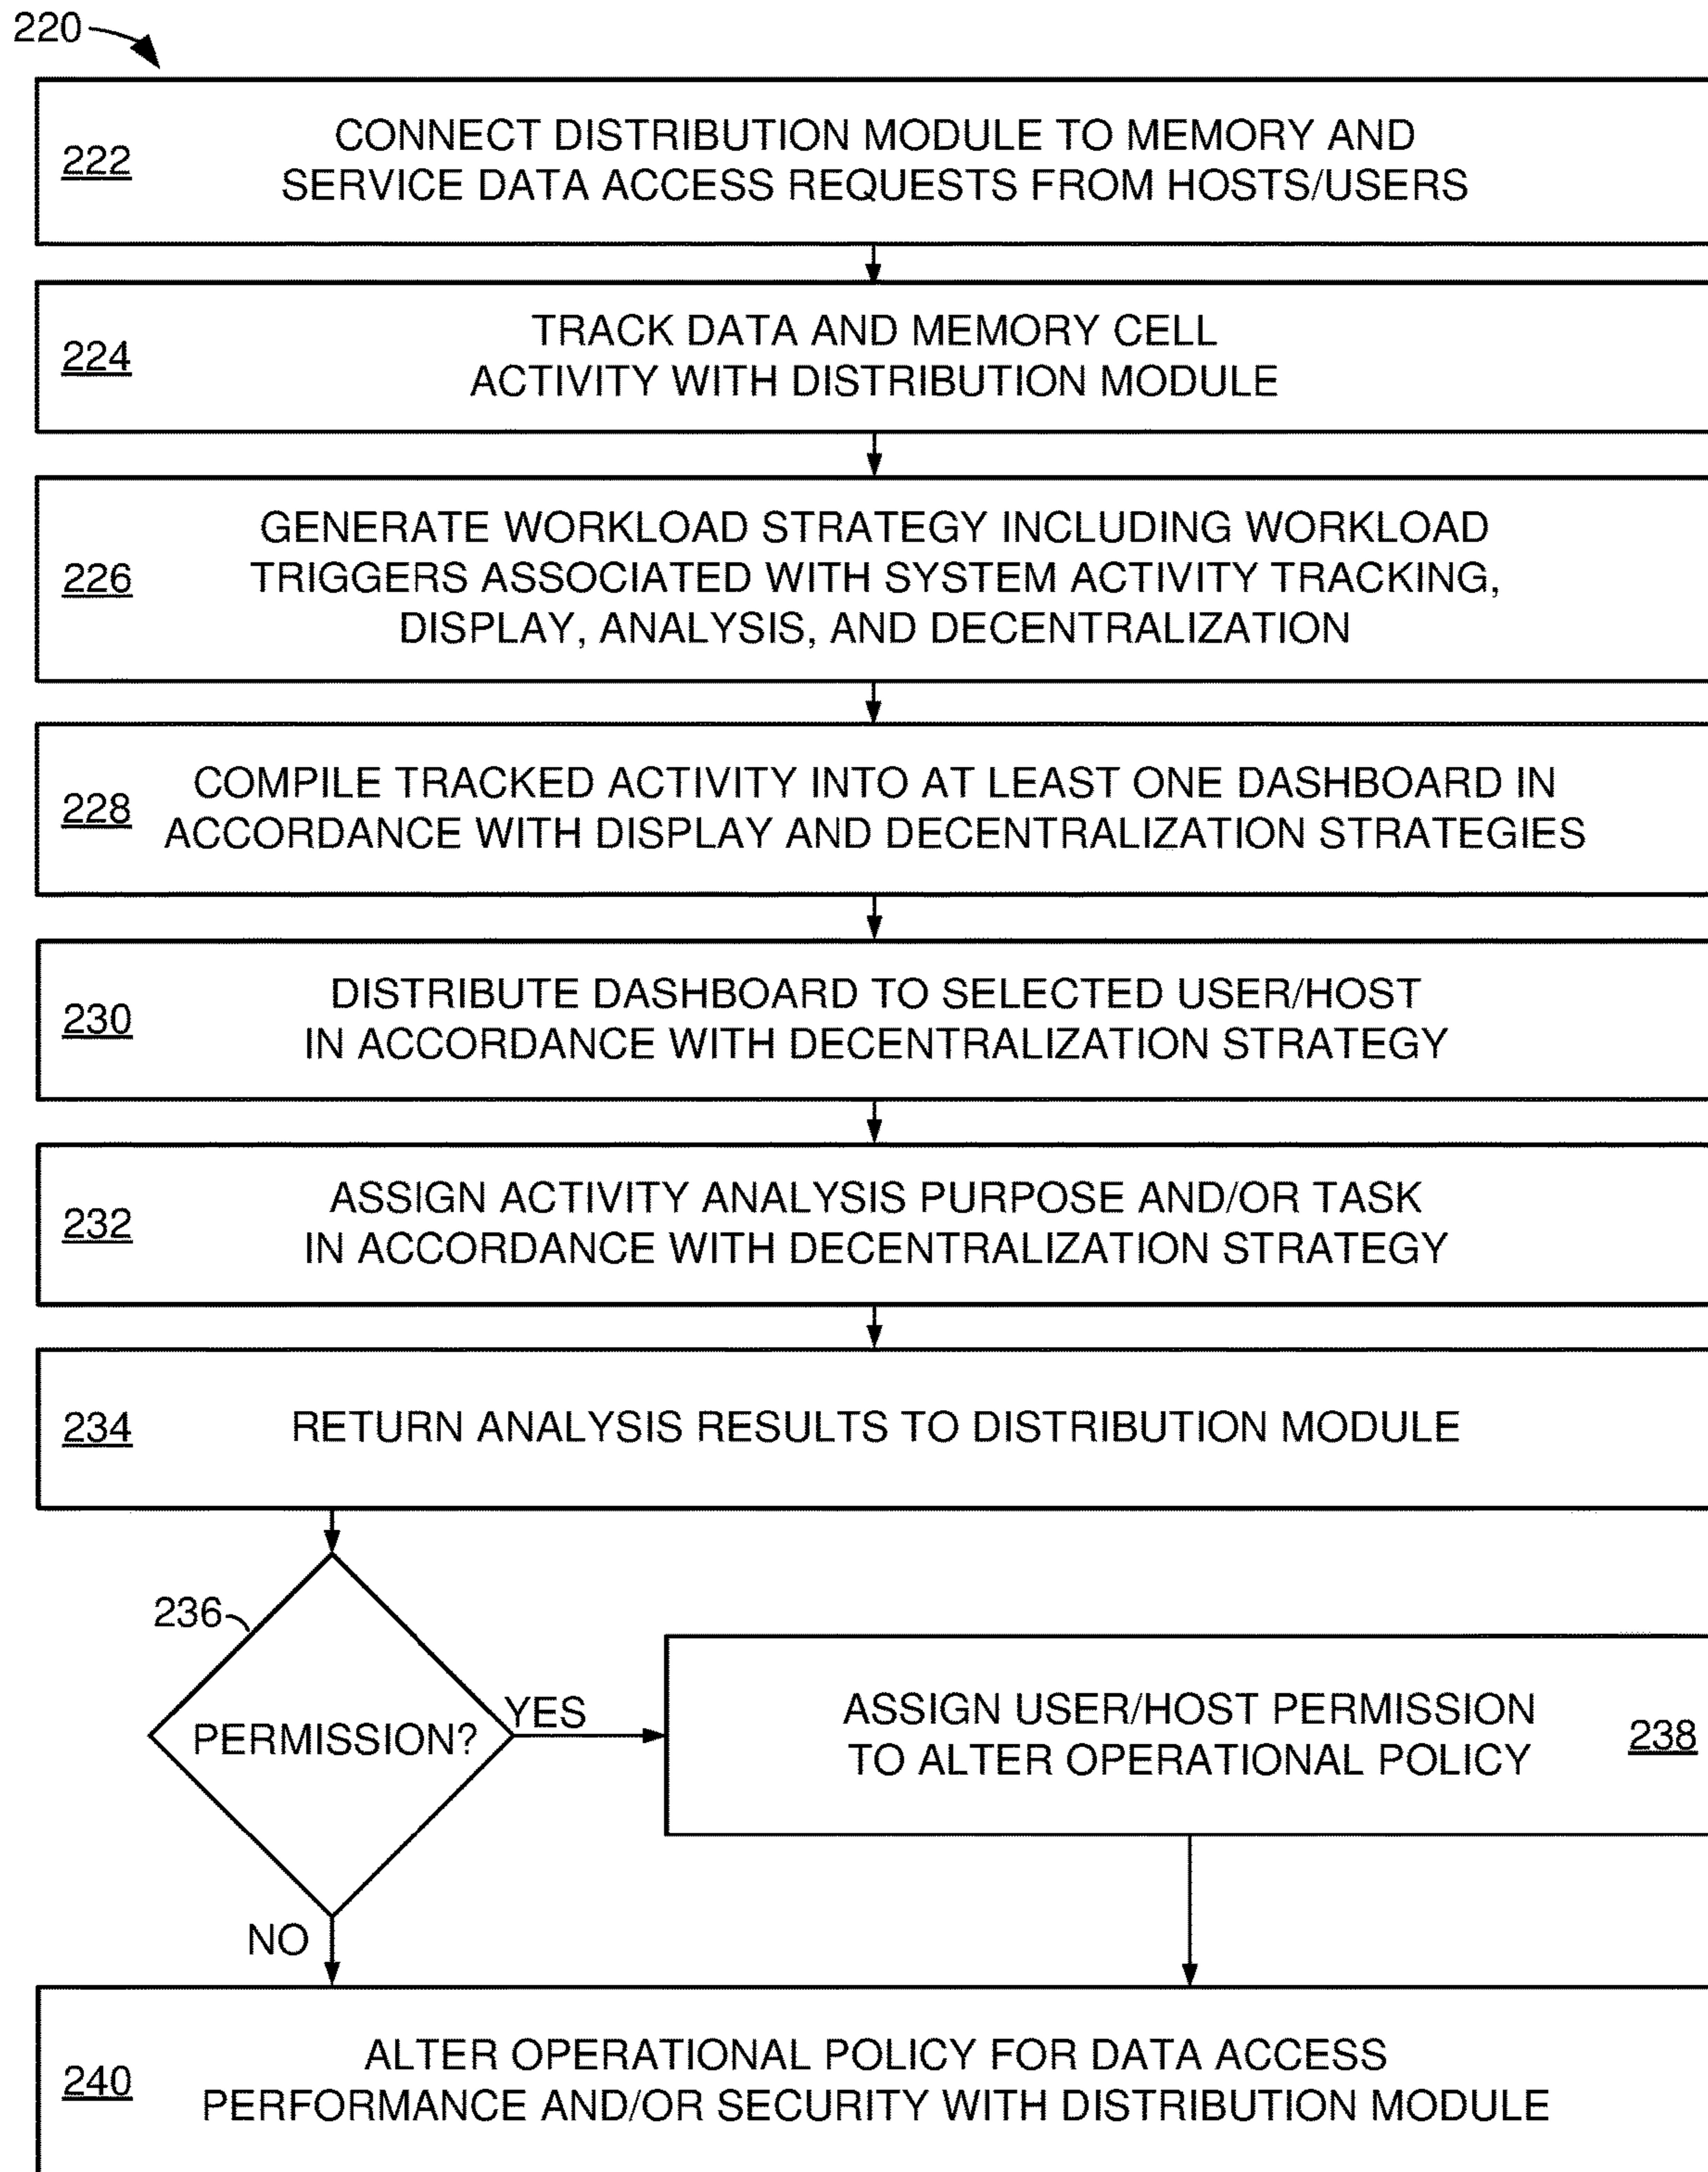 220
222
CONNECT DISTRIBUTION MODULE TO MEMORY AND
SERVICE DATA ACCESS REQUESTS FROM HOSTS/USERS
224
TRACK DATA AND MEMORY CELL
ACTIVITY WITH DISTRIBUTION MODULE
226
GENERATE WORKLOAD STRATEGY INCLUDING WORKLOAD
TRIGGERS ASSOCIATED WITH SYSTEM ACTIVITY TRACKING,
DISPLAY, ANALYSIS, AND DECENTRALIZATION
228
COMPILE TRACKED ACTIVITY INTO AT LEAST ONE DASHBOARD IN
ACCORDANCE WITH DISPLAY AND DECENTRALIZATION STRATEGIES
230
DISTRIBUTE DASHBOARD TO SELECTED USER/HOST
IN ACCORDANCE WITH DECENTRALIZATION STRATEGY
232
ASSIGN ACTIVITY ANALYSIS PURPOSE AND/OR TASK
IN ACCORDANCE WITH DECENTRALIZATION STRATEGY
234
RETURN ANALYSIS RESULTS TO DISTRIBUTION MODULE
236
PERMISSION?
YES
ASSIGN USER/HOST PERMISSION
TO ALTER OPERATIONAL POLICY
238
NO
240
ALTER OPERATIONAL POLICY FOR DATA ACCESS
PERFORMANCE AND/OR SECURITY WITH DISTRIBUTION MODULE